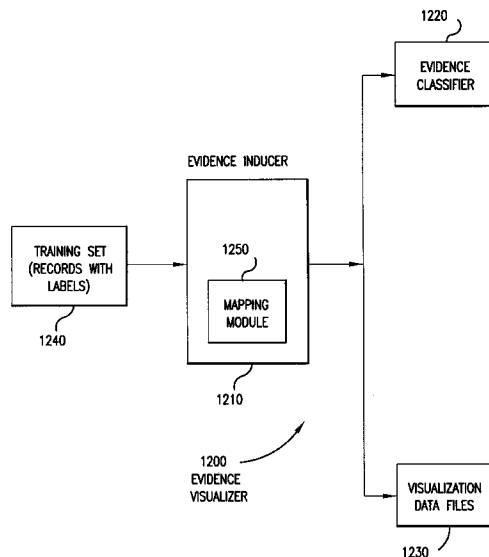 1220
EVIDENCE
CLASSIFIER
EVIDENCE INDUCER
TRAINING SET
(RECORDS WITH
LABELS)
1240
1250
MAPPING
MODULE
1210
1200
EVIDENCE
VISUALIZER
VISUALIZATION
DATA FILES
1230